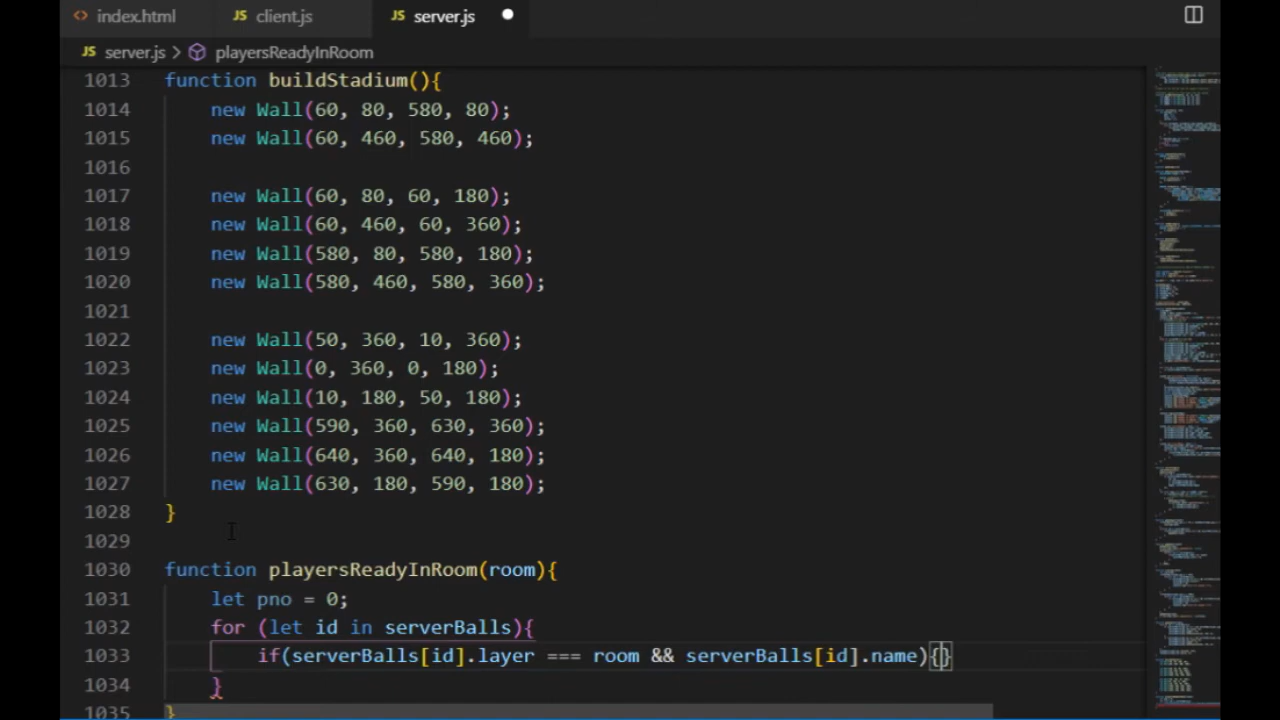 index.html JS client.js JS server.js
JS server.js > playersReadyInRoom
1013 function buildStadium(){
1014 new Wall(60, 80, 580, 80);
1015 new Wall(60, 460, 580, 460);
1016
1017 new Wall(60, 80, 60, 180);
1018 new Wall(60, 460, 60, 360);
1019 new Wall(580, 80, 580, 180);
1020 new Wall(580, 460, 580, 360);
1021
1022 new Wall(50, 360, 10, 360);
1023 new Wall(0, 360, 0, 180);
1024 new Wall(10, 180, 50, 180);
1025 new Wall(590, 360, 630, 360);
1026 new Wall(640, 360, 640, 180);
1027 new Wall(630, 180, 590, 180);
1028 }
1029
1030 function playersReadyInRoom(room){
1031 let pno = 0;
1032 for (let id in serverBalls){
1033 if(serverBalls[id].layer === room && serverBalls[id].name){}
1034 }
1035 }